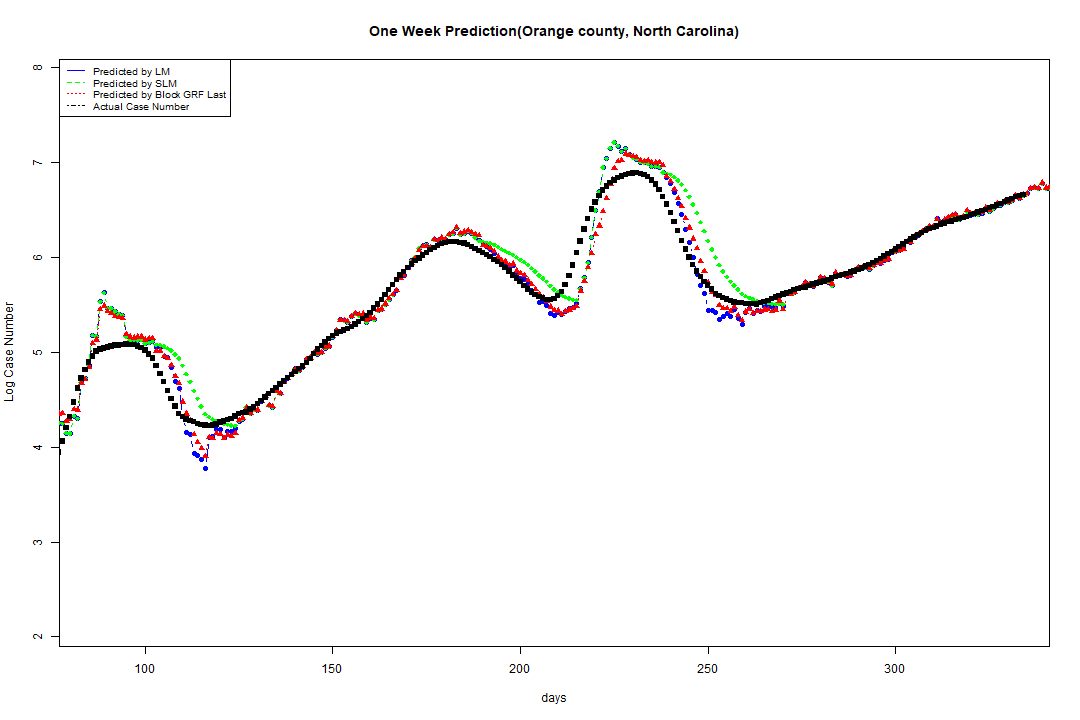 One Week Prediction(Orange county, North Carolina)
Predicted by LM
Predicted by SLM
Predicted by Block GRF Last
Actual Case Number
Log Case Number
8
7
6
5
4
3
2
100 150 200 250 300
days